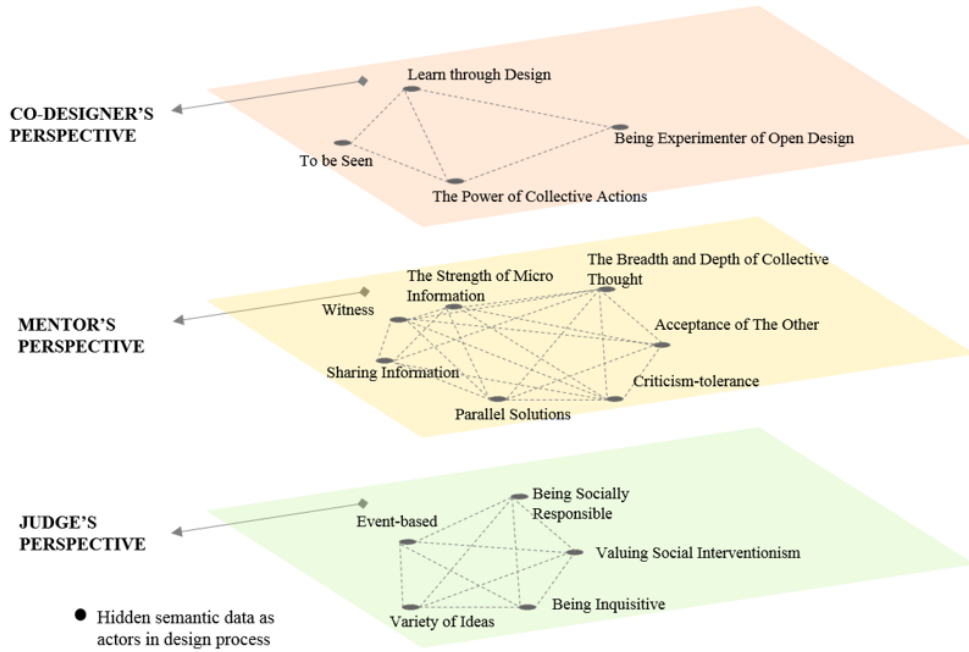 Learn through Design
CO-DESIGNER'S
PERSPECTIVE
Being Experimenter of Open Design
To be Seen
The Power of Collective Actions
The Breadth and Depth of Collective
Thought
The Strength of Micro
Information
Witness
MENTOR'S
PERSPECTIVE
Acceptance of The Other
Sharing Information
Criticism-tolerance
Parallel Solutions
Being Socially
Responsible
Event-based
JUDGE'S
PERSPECTIVE
Valuing Social Interventionism
Being Inquisitive
Variety of Ideas
Hidden semantic data as
actors in design process